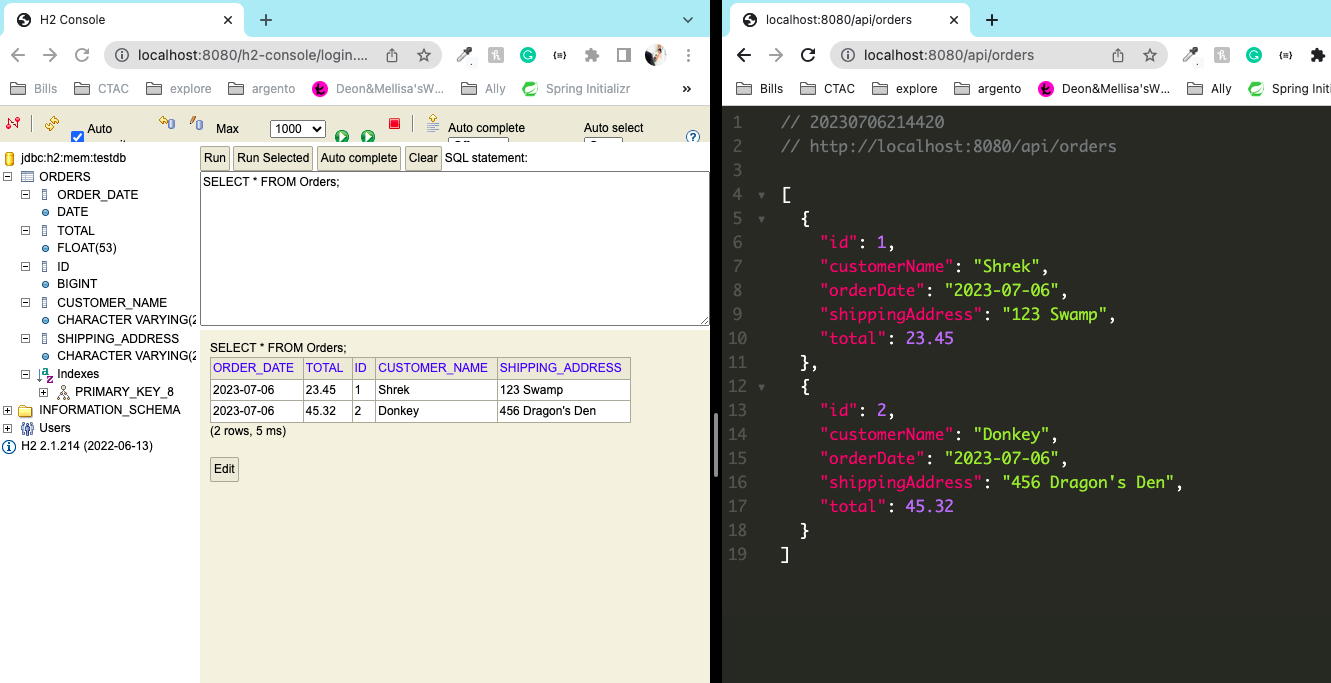 H2 Console
localhost:8080/h2-console/login....
Bills
CTAC
explore
argento
Deon&Mellisa'sW...
Ally
Spring Initializr
»
Auto
Max
1000
Auto complete
Auto select
jdbc:h2:mem:testdb
ORDERS
ORDER_DATE
DATE
TOTAL
FLOAT(53)
ID
BIGINT
CUSTOMER_NAME
CHARACTER VARYING(2
SHIPPING_ADDRESS
CHARACTER VARYING(2
Indexes
PRIMARY_KEY_8
INFORMATION_SCHEMA
Users
H2 2.1.214 (2022-06-13)
Run Run Selected Auto complete Clear SQL statement:
SELECT * FROM Orders;
SELECT * FROM Orders;
ORDER_DATE TOTAL ID CUSTOMER_NAME SHIPPING_ADDRESS
2023-07-06 23.45 1 Shrek 123 Swamp
2023-07-06 45.32 2 Donkey 456 Dragon's Den
(2 rows, 5 ms)
Edit
localhost:8080/api/orders
localhost:8080/api/orders
Bills
CTAC
explore
argento
Deon&Mellisa'sW...
Ally
Spring Initi
1 // 20230706214420
2 // http://localhost:8080/api/orders
3
4 [
5 {
6 "id": 1,
7 "customerName": "Shrek",
8 "orderDate": "2023-07-06",
9 "shippingAddress": "123 Swamp",
10 "total": 23.45
11 },
12 {
13 "id": 2,
14 "customerName": "Donkey",
15 "orderDate": "2023-07-06",
16 "shippingAddress": "456 Dragon's Den",
17 "total": 45.32
18 }
19 ]